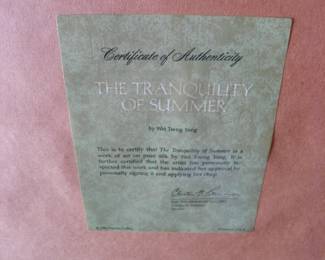 Certificate of Authenticity
THE TRANQUILITY
OF SUMMER
by Wei Tseng Yang
This is to certify that The Tranquility of Summer is a
work of art on pure silk by Wei Tseng Yang. It is
further certified that the artist has personally in-
spected this work and has indicated her approval by
personally signing it and applying her chop.